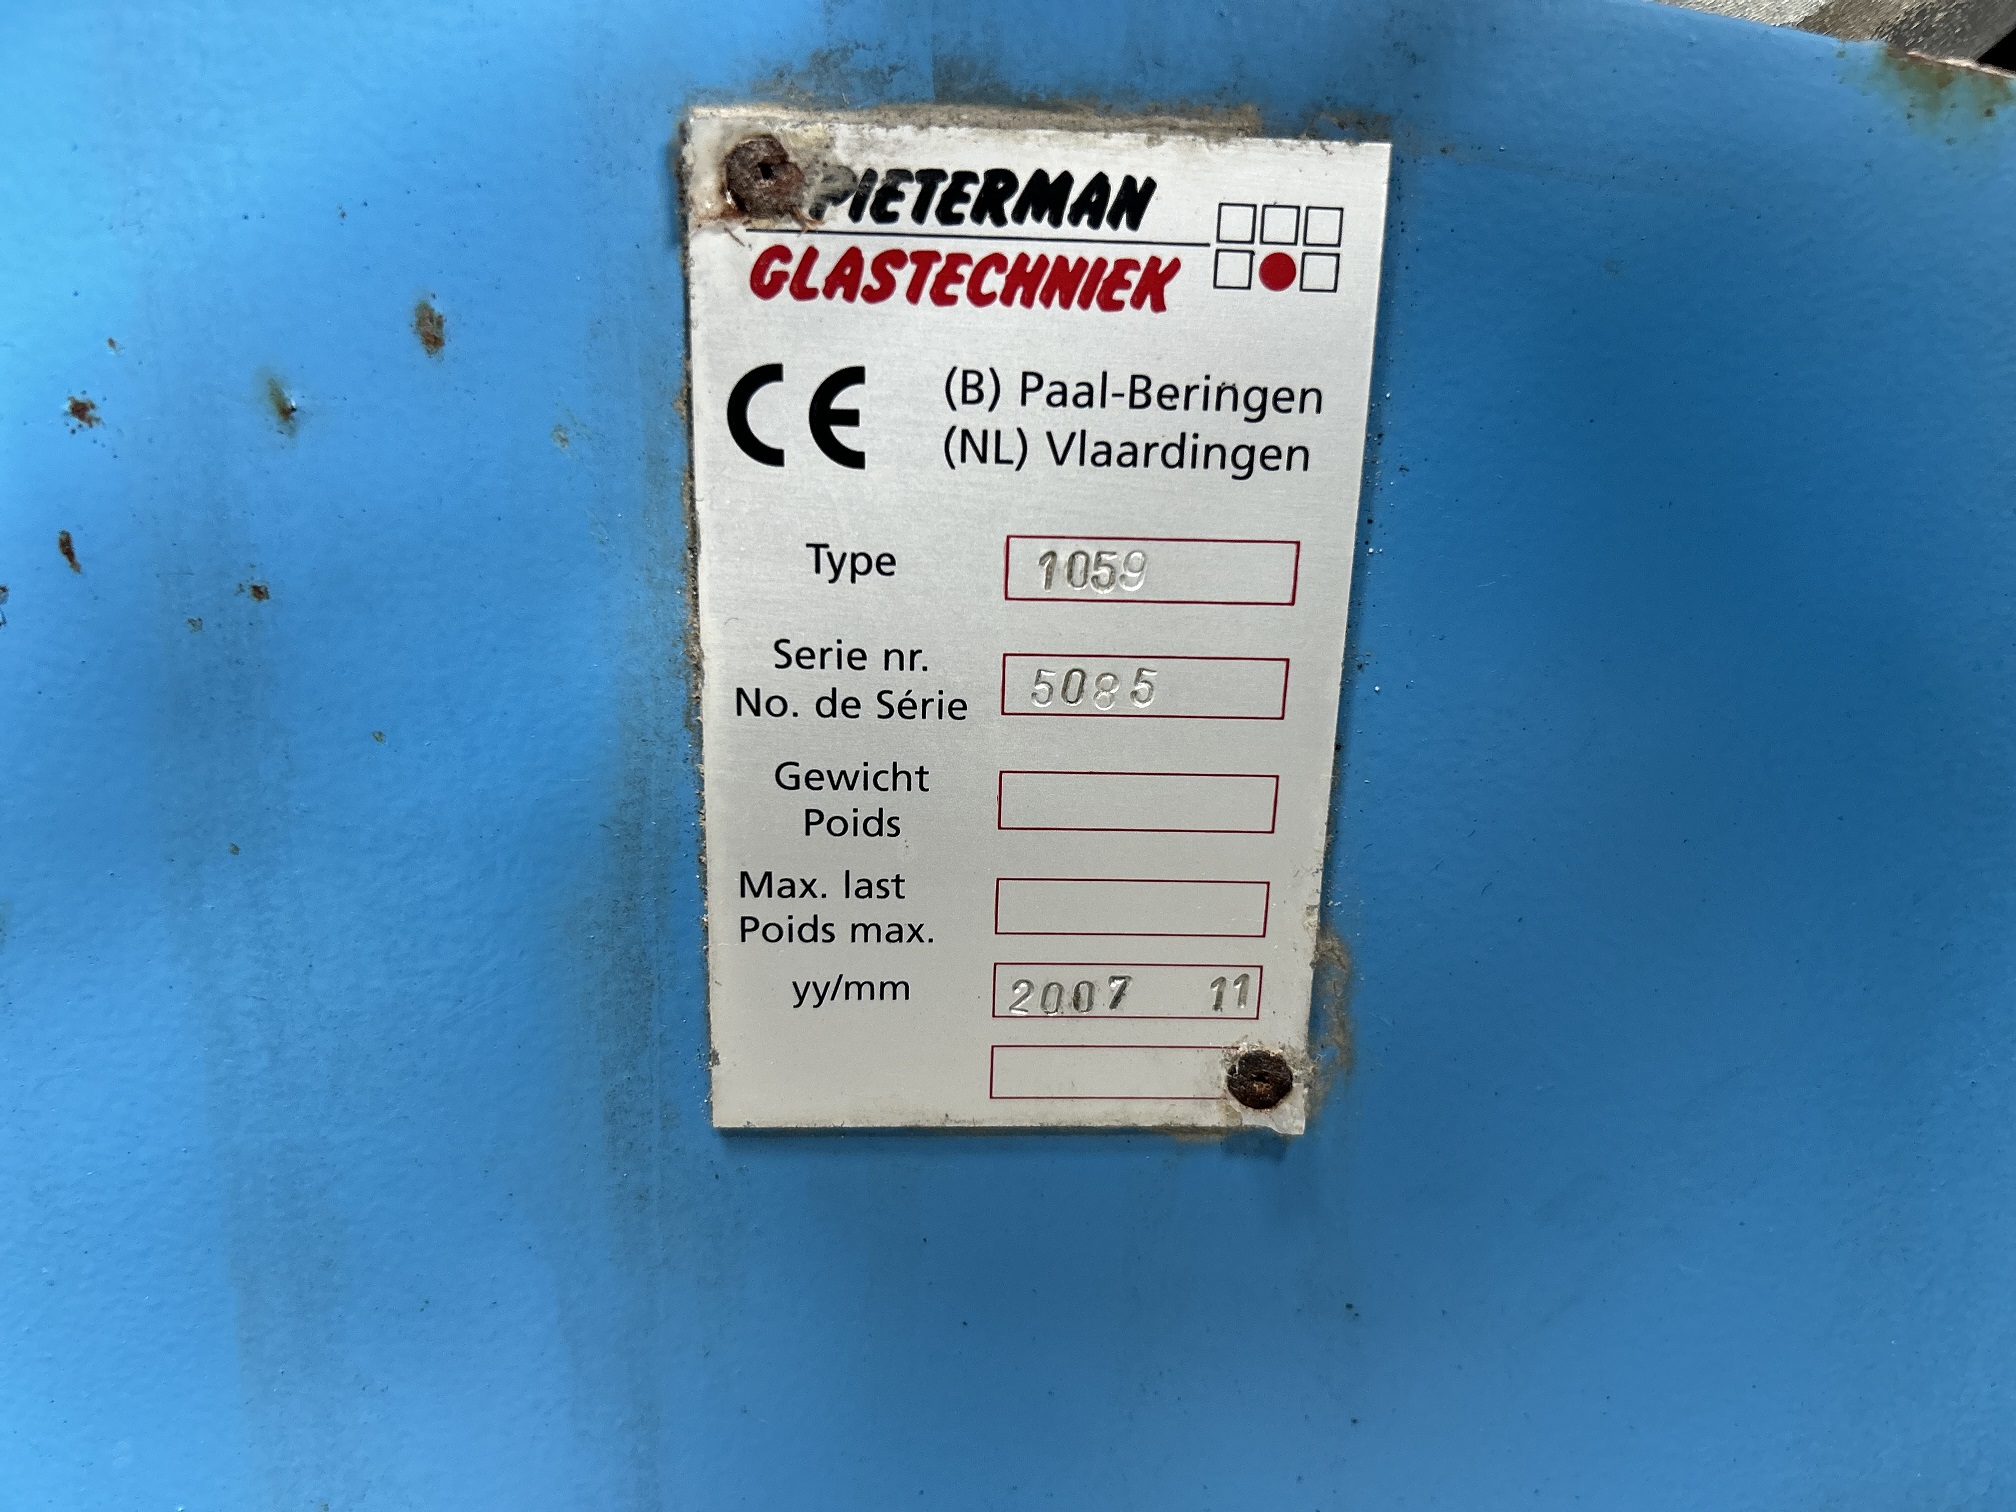 PIETERMAN
GLASTECHNIEK
CE
(B) Paal-Beringen
(NL) Vlaardingen
Type 1059
Serie nr.
No. de Série 5085
Gewicht
Poids
Max. last
Poids max.
yy/mm 2007 11